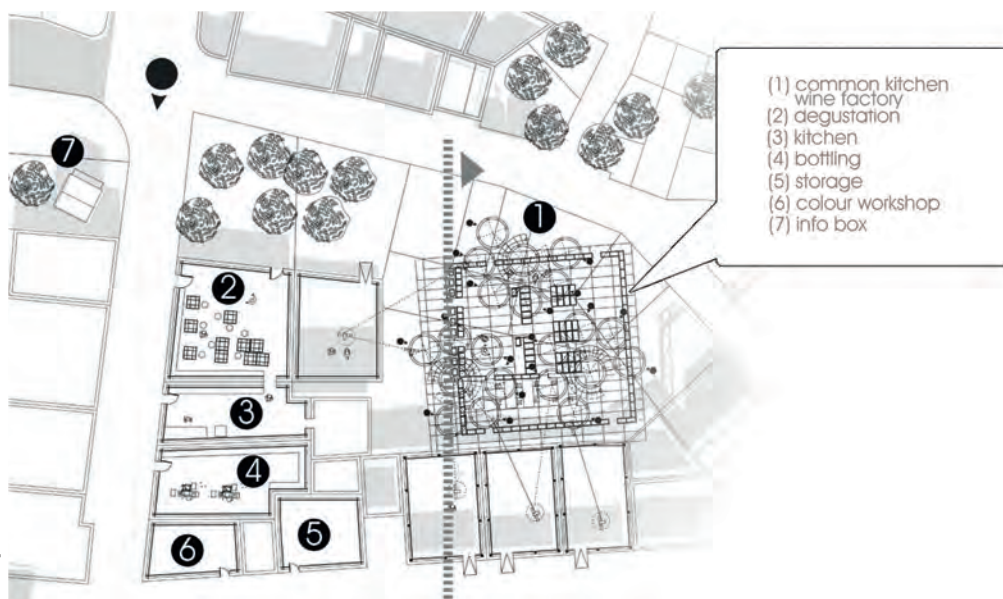 7
1
2
3
4
5
6
(1) common kitchen
wine factory
(2) degustation
(3) kitchen
(4) bottling
(5) storage
(6) colour workshop
(7) info box